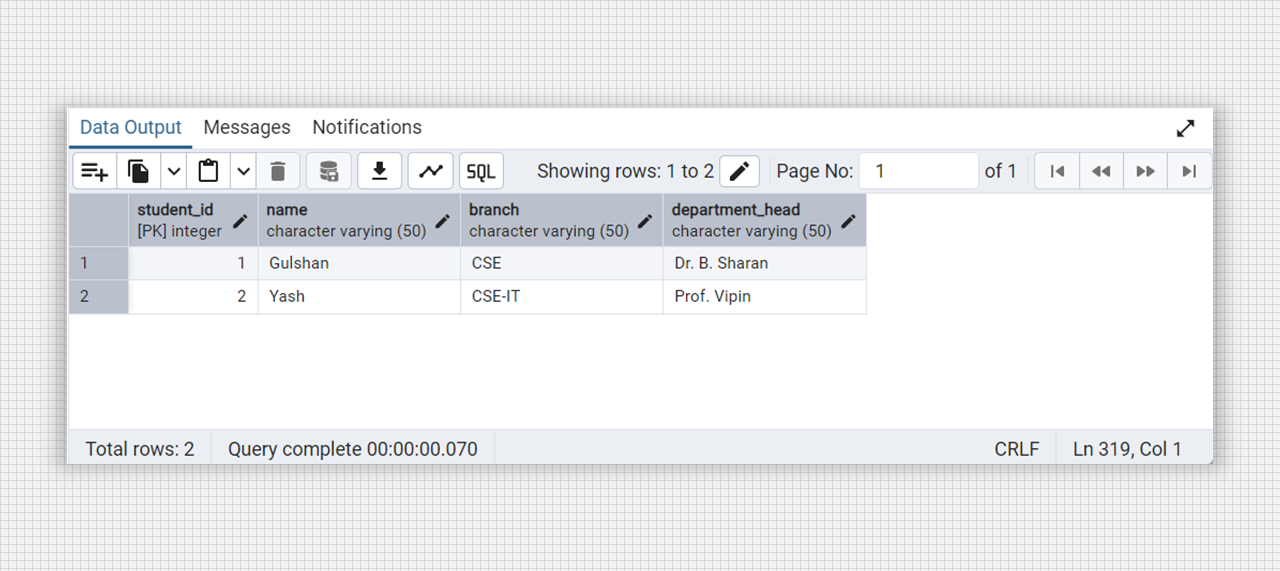 Data Output Messages Notifications
SQL Showing rows: 1 to 2 Page No: 1 of 1
student_id name branch department_head
[PK] integer character varying (50) character varying (50) character varying (50)
1 1 Gulshan CSE Dr. B. Sharan
2 2 Yash CSE-IT Prof. Vipin
Total rows: 2 Query complete 00:00:00.070 CRLF Ln 319, Col 1